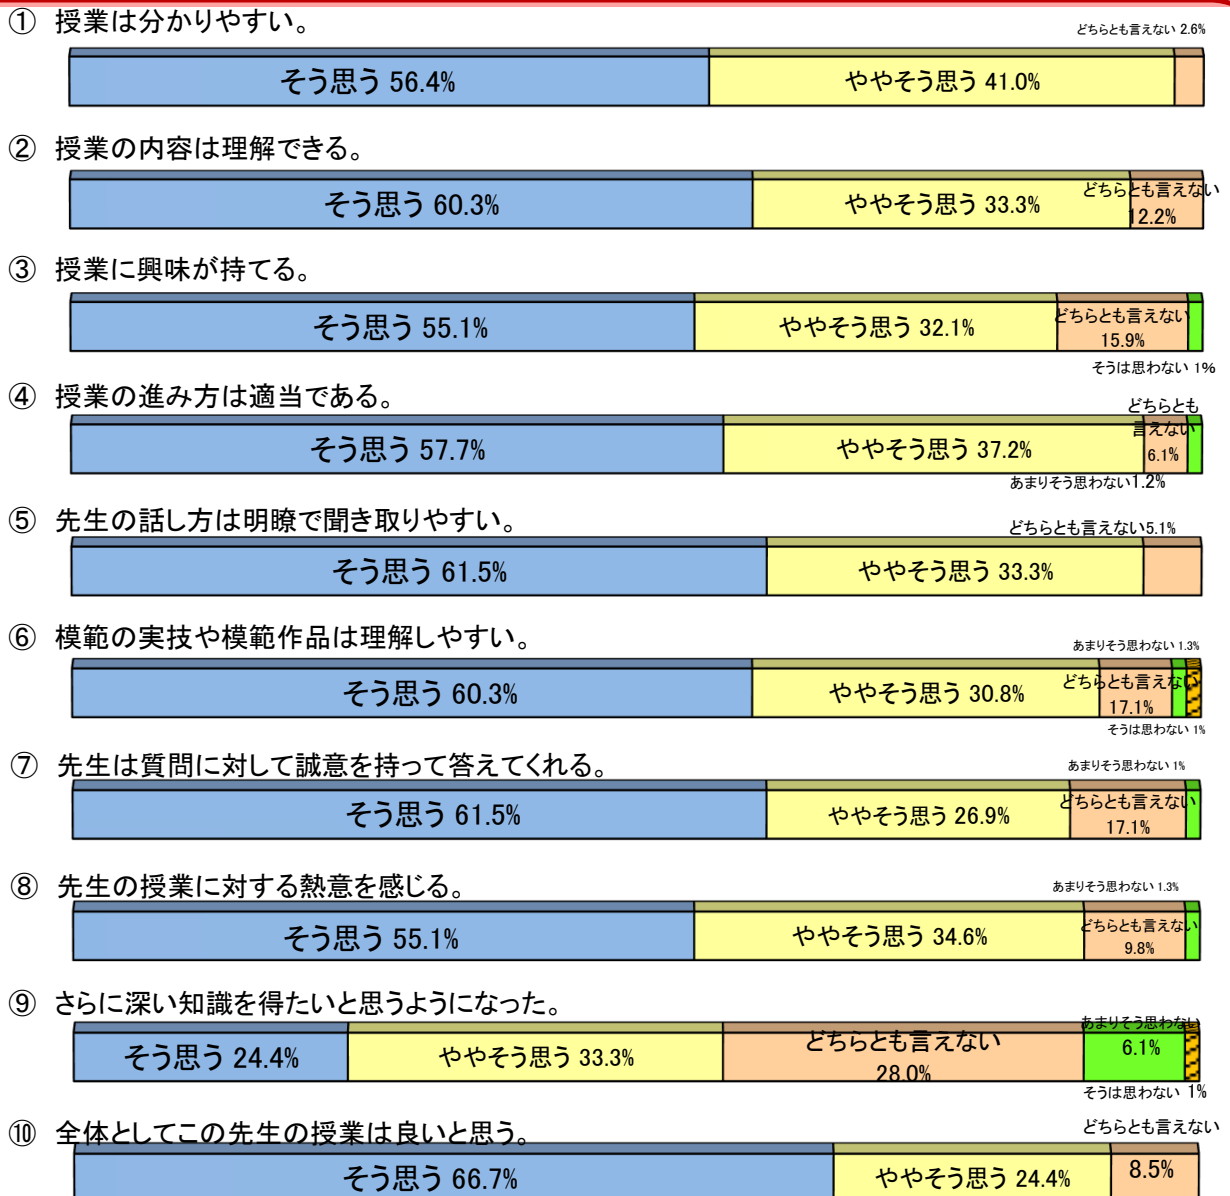 ① 授業は分かりやすい。
どちらとも言えない 2.6%
そう思う 56.4%
ややそう思う 41.0%
② 授業の内容は理解できる。
そう思う 60.3%
ややそう思う 33.3%
どちらとも言えない
12.2%
③ 授業に興味が持てる。
そう思う 55.1%
ややそう思う 32.1%
どちらとも言えない
15.9%
そうは思わない 1%
④ 授業の進み方は適当である。
そう思う 57.7%
ややそう思う 37.2%
どちらとも
言えない
6.1%
あまりそう思わない1.2%
⑤ 先生の話し方は明瞭で聞き取りやすい。
どちらとも言えない5.1%
そう思う 61.5%
ややそう思う 33.3%
⑥ 模範の実技や模範作品は理解しやすい。
あまりそう思わない 1.3%
そう思う 60.3%
ややそう思う 30.8%
どちらとも言えない
17.1%
そうは思わない 1%
⑦ 先生は質問に対して誠意を持って答えてくれる。
あまりそう思わない 1%
そう思う 61.5%
ややそう思う 26.9%
どちらとも言えない
17.1%
⑧ 先生の授業に対する熱意を感じる。
あまりそう思わない 1.3%
そう思う 55.1%
ややそう思う 34.6%
どちらとも言えない
9.8%
⑨ さらに深い知識を得たいと思うようになった。
そう思う 24.4%
ややそう思う 33.3%
どちらとも言えない
28.0%
あまりそう思わない
6.1%
そうは思わない 1%
⑩ 全体としてこの先生の授業は良いと思う。
どちらとも言えない
そう思う 66.7%
ややそう思う 24.4%
8.5%